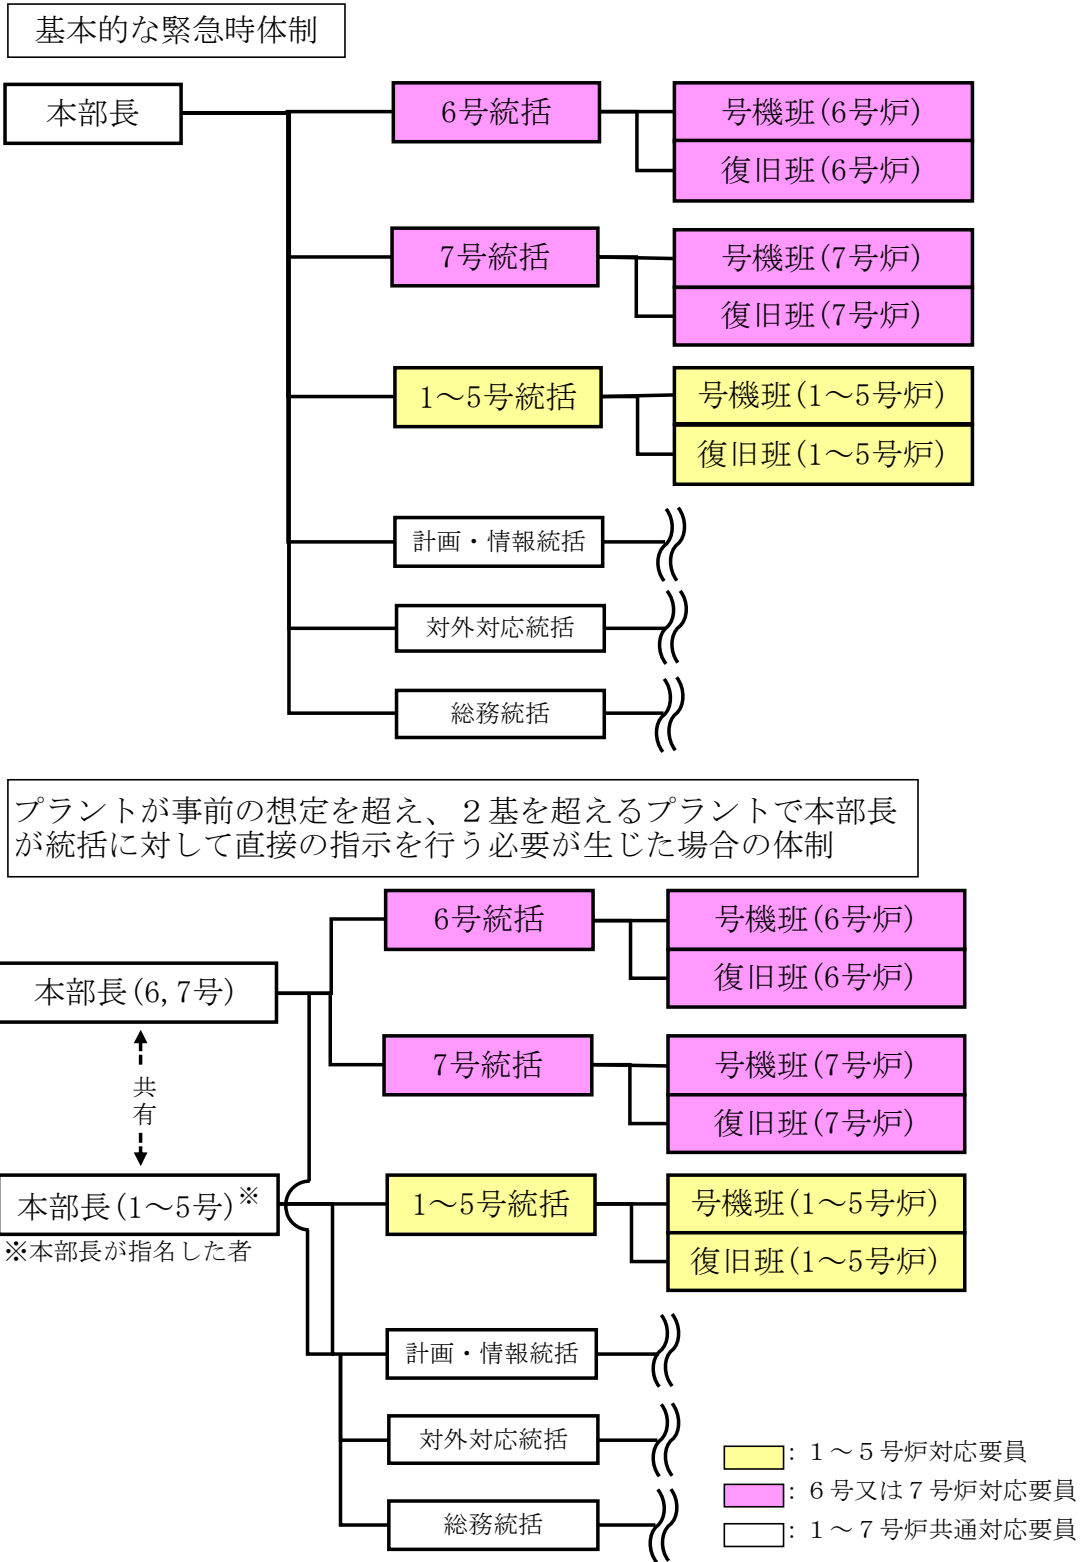 基本的な緊急時体制
本部長
6号統括
号機班(6号炉)
復旧班(6号炉)
7号統括
号機班(7号炉)
復旧班(7号炉)
1～5号統括
号機班(1～5号炉)
復旧班(1～5号炉)
計画・情報統括
対外対応統括
総務統括
プラントが事前の想定を超え、２基を超えるプラントで本部長
が統括に対して直接の指示を行う必要が生じた場合の体制
6号統括
号機班(6号炉)
復旧班(6号炉)
本部長(6,7号)
7号統括
号機班(7号炉)
復旧班(7号炉)
共有
本部長(1～5号)※
※本部長が指名した者
1～5号統括
号機班(1～5号炉)
復旧班(1～5号炉)
計画・情報統括
対外対応統括
総務統括
：１～５号炉対応要員
：６号又は７号炉対応要員
：１～７号炉共通対応要員